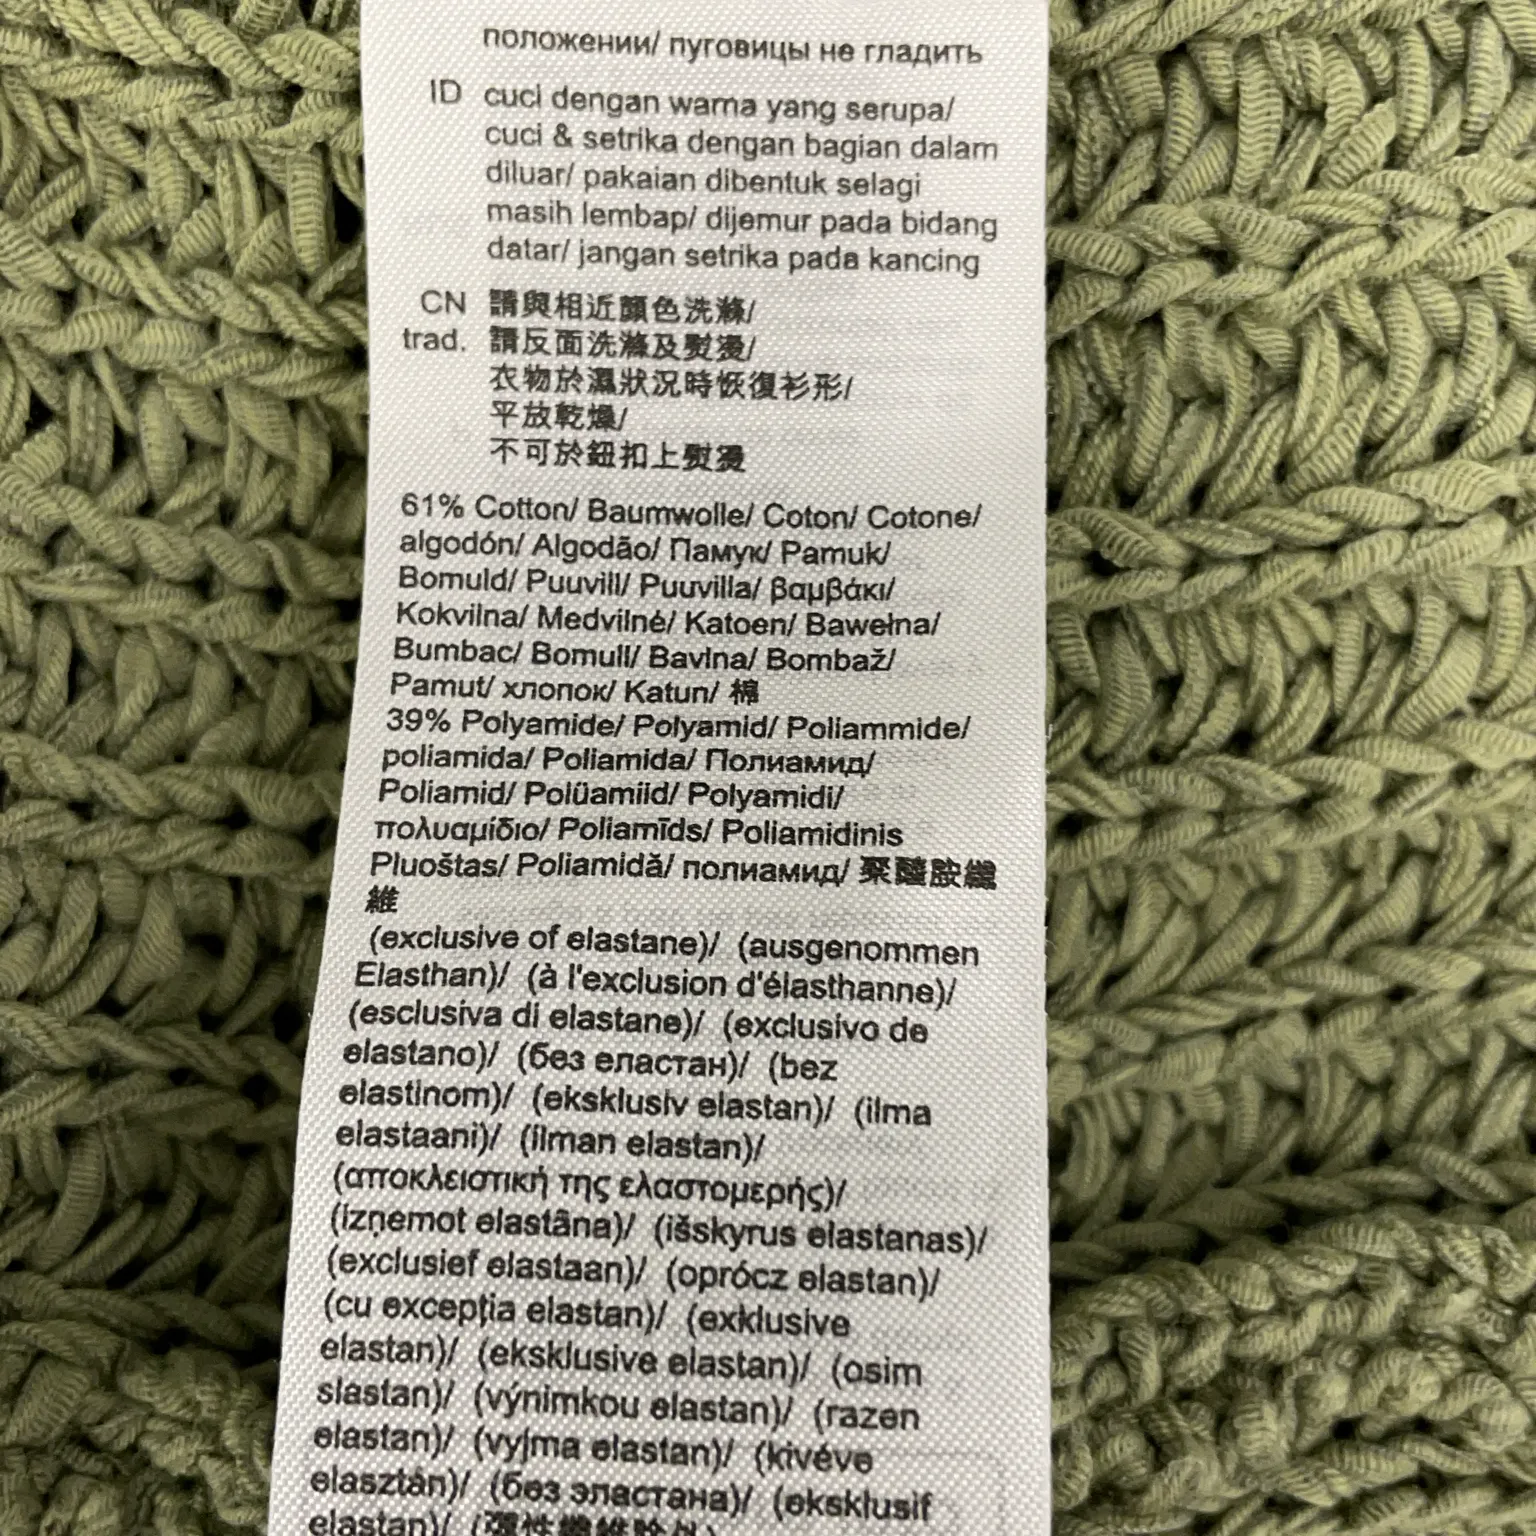 положении/ пуговицы не гладить
ID cuci dengan warna yang serupa/
cuci & setrika dengan bagian dalam
diluar/ pakaian dibentuk selagi
masih lembap/ dijemur pada bidang
datar/ jangan setrika pada kancing
CN 請與相近顏色洗滌/
trad. 請反面洗滌及熨燙/
衣物於濕狀況時恢復衫形/
平放乾燥/
不可於鈕扣上熨燙
61% Cotton/ Baumwolle/ Coton/ Cotone/
algodón/ Algodão/ Памук/ Pamuk/
Bomuld/ Puuvill/ Puuvilla/ βαμβάκι/
Kokvilna/ Medvilnė/ Katoen/ Bawełna/
Bumbac/ Bomull/ Bavlna/ Bombaž/
Pamut/ хлопок/ Katun/ 棉
39% Polyamide/ Polyamid/ Poliammide/
poliamida/ Poliamida/ Полиамид/
Poliamid/ Polüamiid/ Polyamidi/
πολυαμίδιο/ Poliamīds/ Poliamidinis
Pluoštas/ Poliamidă/ полиамид/ 聚醯胺纖
維
(exclusive of elastane)/ (ausgenommen
Elasthan)/ (à l'exclusion d'élasthanne)/
(esclusiva di elastane)/ (exclusivo de
elastano)/ (без еластан)/ (bez
elastinom)/ (eksklusiv elastan)/ (ilma
elastaani)/ (ilman elastan)/
(αποκλειστική της ελαστομερής)/
(izņemot elastâna)/ (išskyrus elastanas)/
(exclusief elastaan)/ (oprócz elastan)/
(cu excepția elastan)/ (exklusive
elastan)/ (eksklusive elastan)/ (osim
slastan)/ (výnimkou elastan)/ (razen
elastan)/ (vyjma elastan)/ (kivéve
elasztán)/ (без эластана)/ (eksklusif
elastan)/